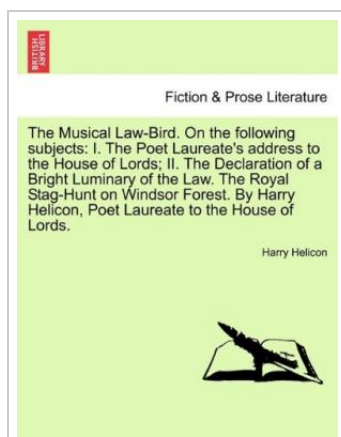 BRITISH
LIBRARY
Fiction & Prose Literature
The Musical Law-Bird. On the following
subjects: I. The Poet Laureate's address to
the House of Lords; II. The Declaration of a
Bright Luminary of the Law. The Royal
Stag-Hunt on Windsor Forest. By Harry
Helicon, Poet Laureate to the House of
Lords.
Harry Helicon